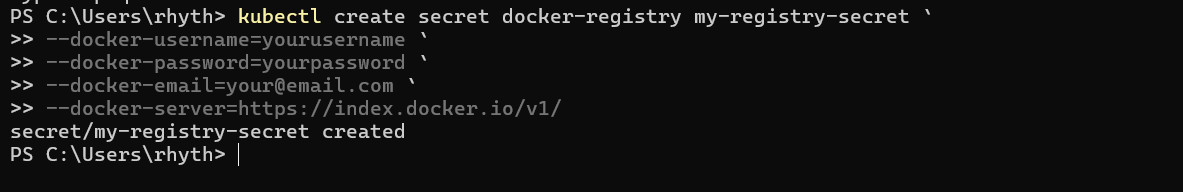 PS C:\Users\rhyth> kubectl create secret docker-registry my-registry-secret `
>> --docker-username=yourusername `
>> --docker-password=yourpassword `
>> --docker-email=your@email.com `
>> --docker-server=https://index.docker.io/v1/
secret/my-registry-secret created
PS C:\Users\rhyth>